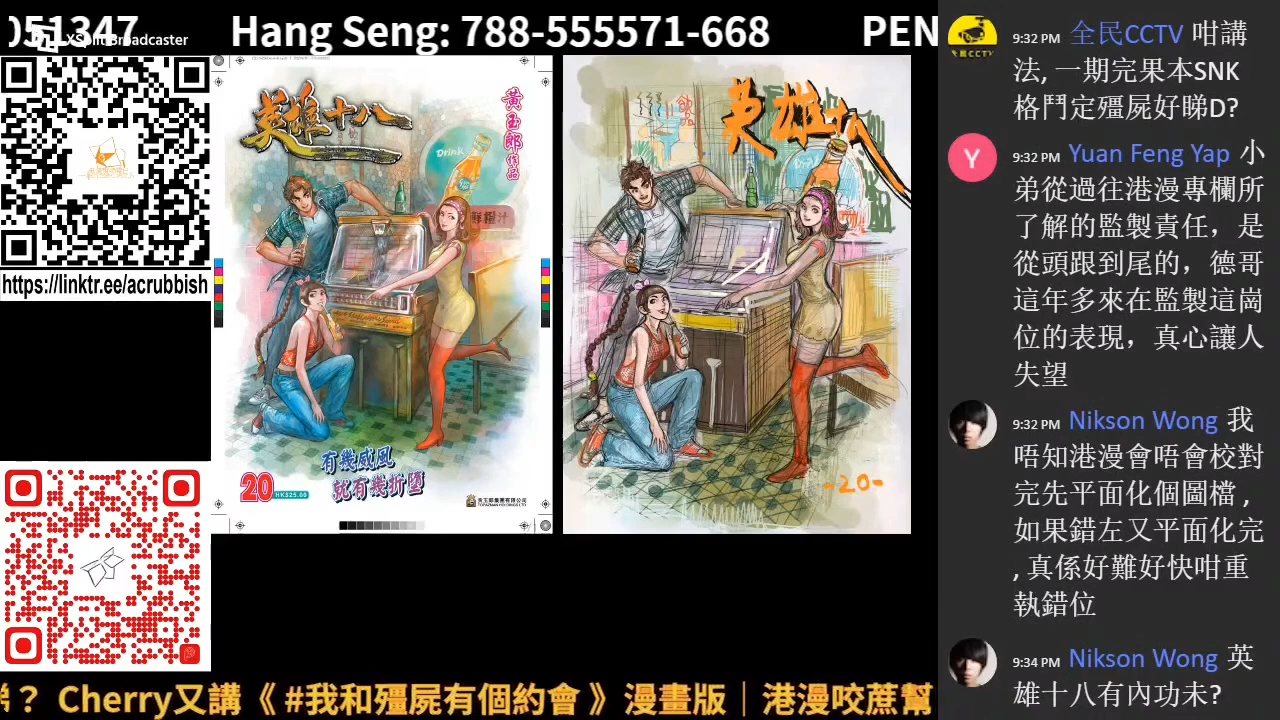 051347 Hang Seng: 788-555571-668 PEN
XSplit Broadcaster
https://linktr.ee/acrubbish
英雄十八
黃玉郎作品
Drink
鮮橙汁
有幾威風
就有幾折墮
20 HK$25.00
玉皇朝集團有限公司
英雄十八
-20-
9:32 PM 全民CCTV 咁講
法, 一期完果本SNK
格鬥定殭屍好睇D?
Y 9:32 PM Yuan Feng Yap 小
弟從過往港漫專欄所
了解的監製責任，是
從頭跟到尾的，德哥
這年多來在監製這崗
位的表現，真心讓人
失望
9:32 PM Nikson Wong 我
唔知港漫會唔會校對
完先平面化個圖檔 ,
如果錯左又平面化完
, 真係好難好快咁重
執錯位
9:34 PM Nikson Wong 英
雄十八有內功未?
睇？ Cherry又講《 #我和殭屍有個約會 》漫畫版｜港漫咬蔗幫